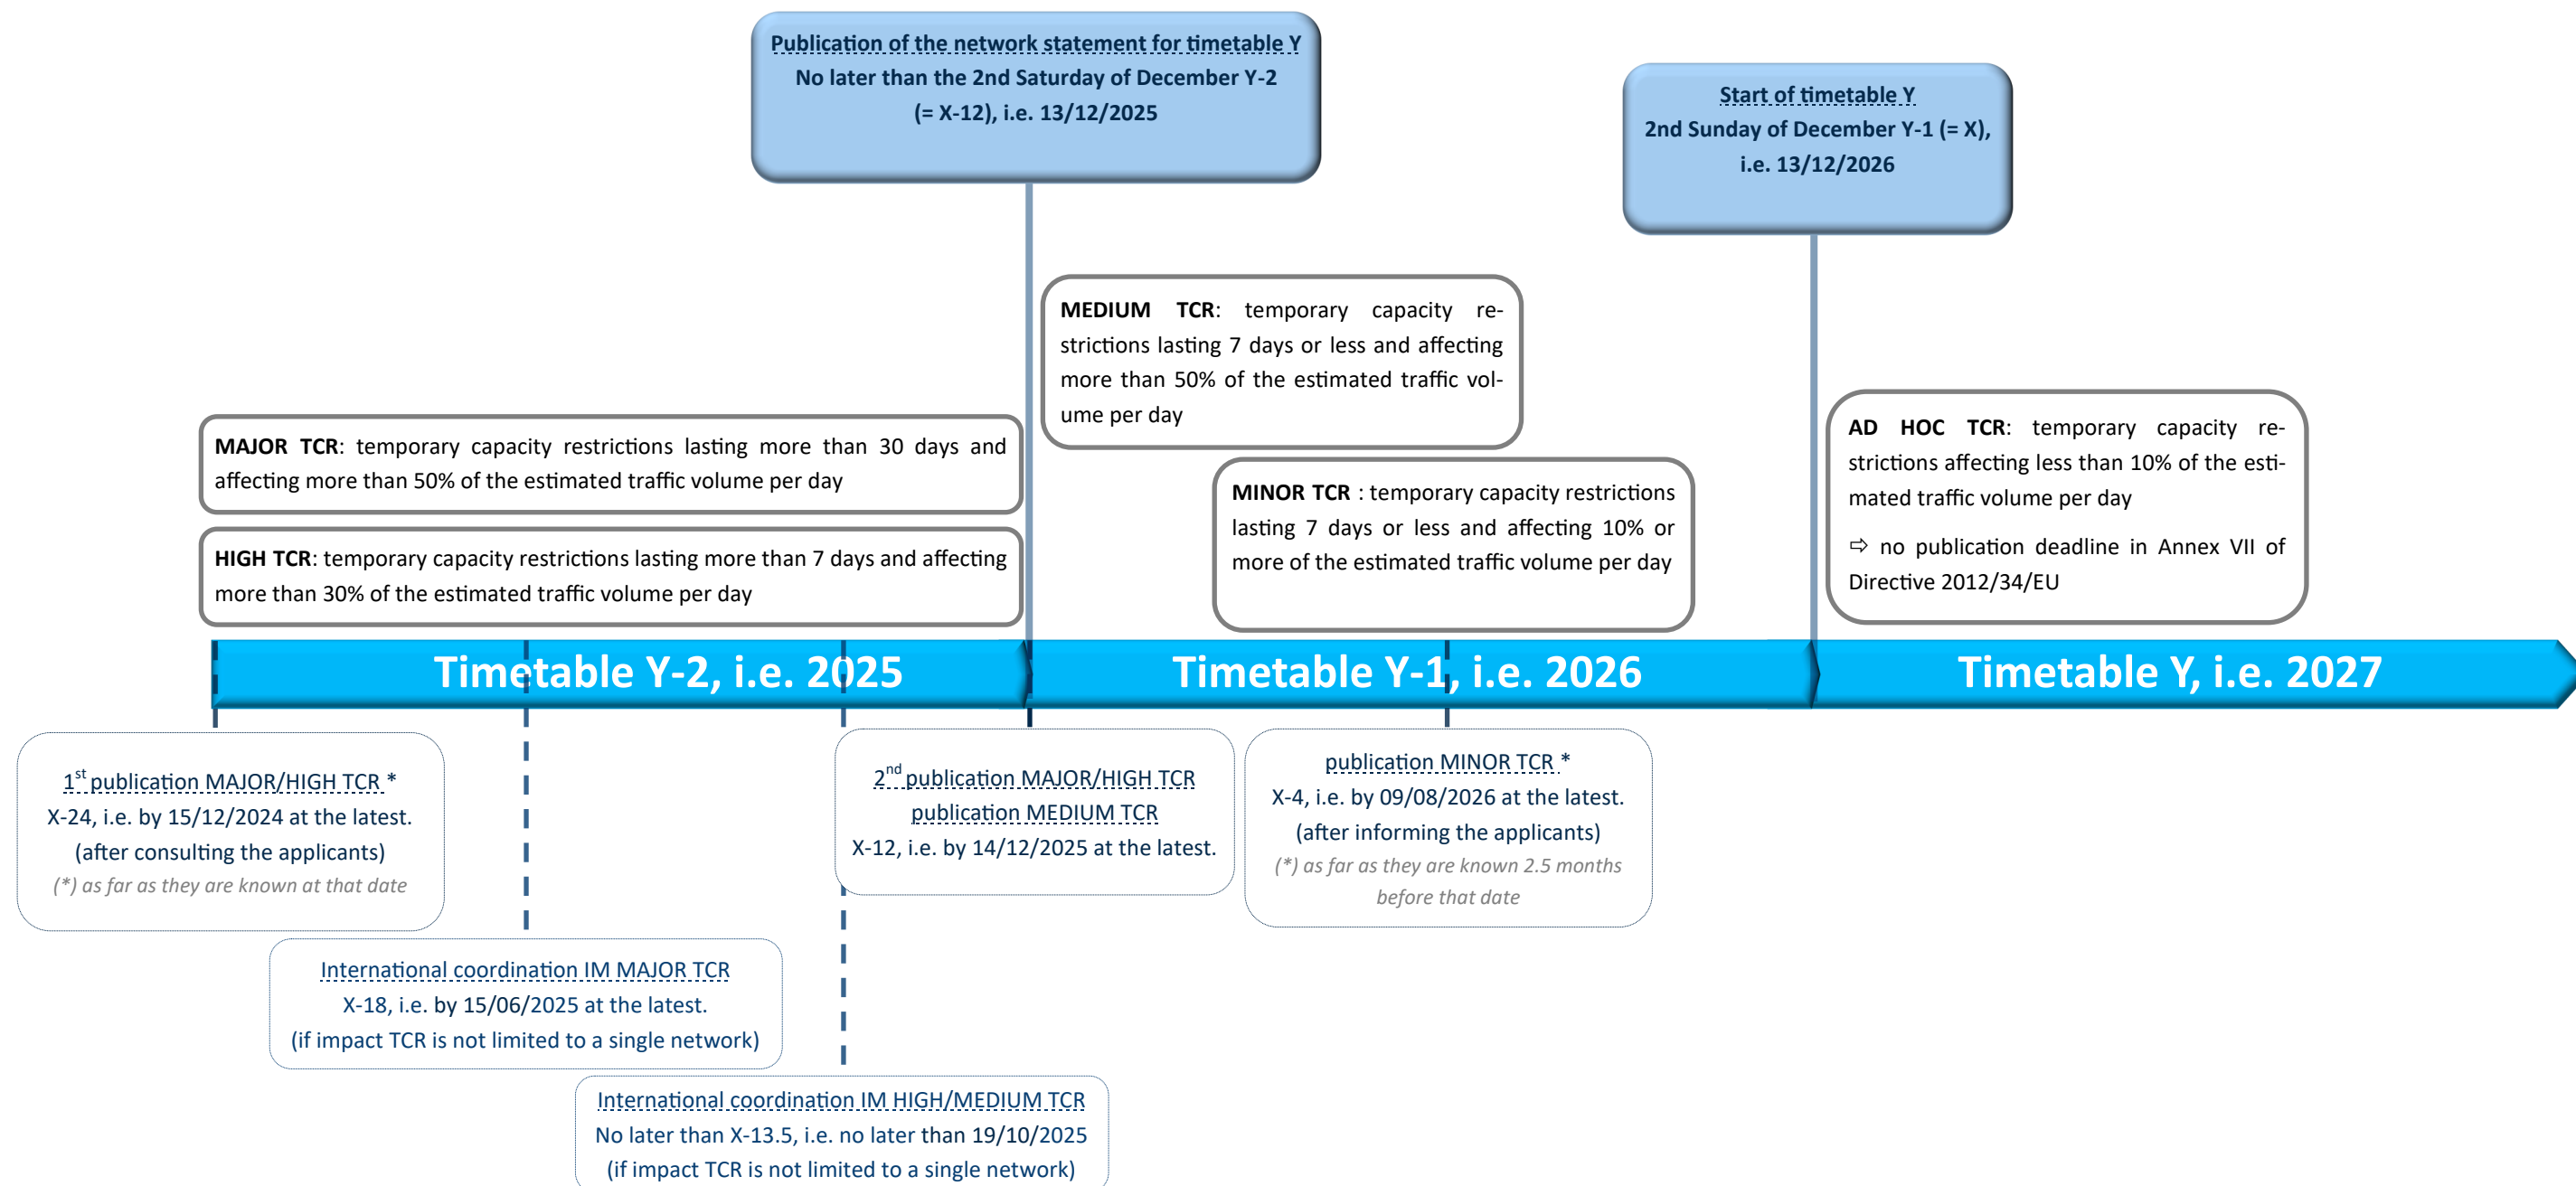 Publication of the network statement for timetable Y
No later than the 2nd Saturday of December Y-2
(= X-12), i.e. 13/12/2025
Start of timetable Y
2nd Sunday of December Y-1 (= X),
i.e. 13/12/2026
MEDIUM TCR: temporary capacity re-
strictions lasting 7 days or less and affecting
more than 50% of the estimated traffic vol-
ume per day
MAJOR TCR: temporary capacity restrictions lasting more than 30 days and
affecting more than 50% of the estimated traffic volume per day
HIGH TCR: temporary capacity restrictions lasting more than 7 days and affecting
more than 30% of the estimated traffic volume per day
MINOR TCR : temporary capacity restrictions
lasting 7 days or less and affecting 10% or
more of the estimated traffic volume per day
AD HOC TCR: temporary capacity re-
strictions affecting less than 10% of the esti-
mated traffic volume per day
⇨ no publication deadline in Annex VII of
Directive 2012/34/EU
Timetable Y-2, i.e. 2025
Timetable Y-1, i.e. 2026
Timetable Y, i.e. 2027
1st publication MAJOR/HIGH TCR *
X-24, i.e. by 15/12/2024 at the latest.
(after consulting the applicants)
(*) as far as they are known at that date
2nd publication MAJOR/HIGH TCR
publication MEDIUM TCR
X-12, i.e. by 14/12/2025 at the latest.
publication MINOR TCR *
X-4, i.e. by 09/08/2026 at the latest.
(after informing the applicants)
(*) as far as they are known 2.5 months
before that date
International coordination IM MAJOR TCR
X-18, i.e. by 15/06/2025 at the latest.
(if impact TCR is not limited to a single network)
International coordination IM HIGH/MEDIUM TCR
No later than X-13.5, i.e. no later than 19/10/2025
(if impact TCR is not limited to a single network)